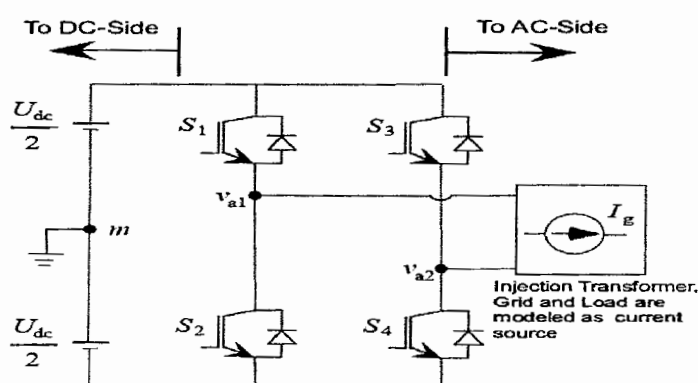 To DC-Side
To AC-Side
U_dc/2
S_1
S_3
v_a1
m
I_g
v_a2
Injection Transformer,
Grid and Load are
modeled as current
source
U_dc/2
S_2
S_4